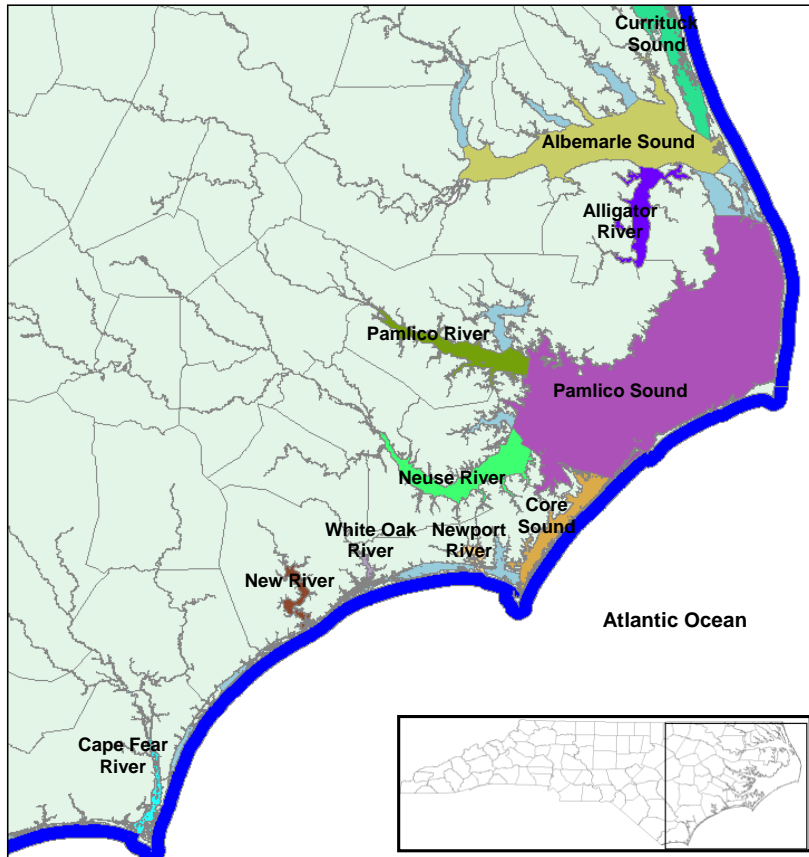 Currituck
Sound
Albemarle Sound
Alligator
River
Pamlico River
Pamlico Sound
Neuse River
Core
Sound
White Oak
River
Newport
River
New River
Atlantic Ocean
Cape Fear
River